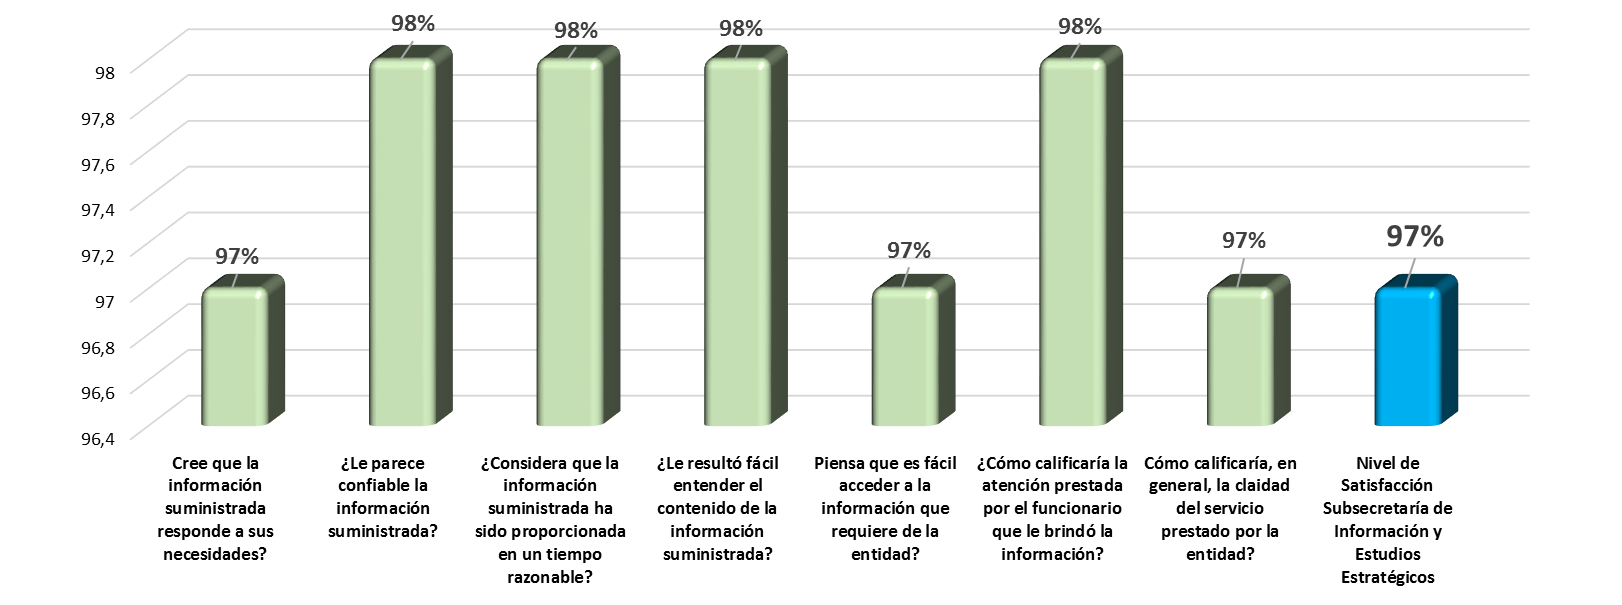 98%
98%
98%
98%
97%
97%
97%
97%
98
97,8
97,6
97,4
97,2
97
96,8
96,6
96,4
Cree que la
información
suministrada
responde a sus
necesidades?
¿Le parece
confiable la
información
suministrada?
¿Considera que la
información
suministrada ha
sido proporcionada
en un tiempo
razonable?
¿Le resultó fácil
entender el
contenido de la
información
suministrada?
Piensa que es fácil
acceder a la
información que
requiere de la
entidad?
¿Cómo calificaría la
atención prestada
por el funcionario
que le brindó la
información?
Cómo calificaría, en
general, la claidad
del servicio
prestado por la
entidad?
Nivel de
Satisfacción
Subsecretaría de
Información y
Estudios
Estratégicos